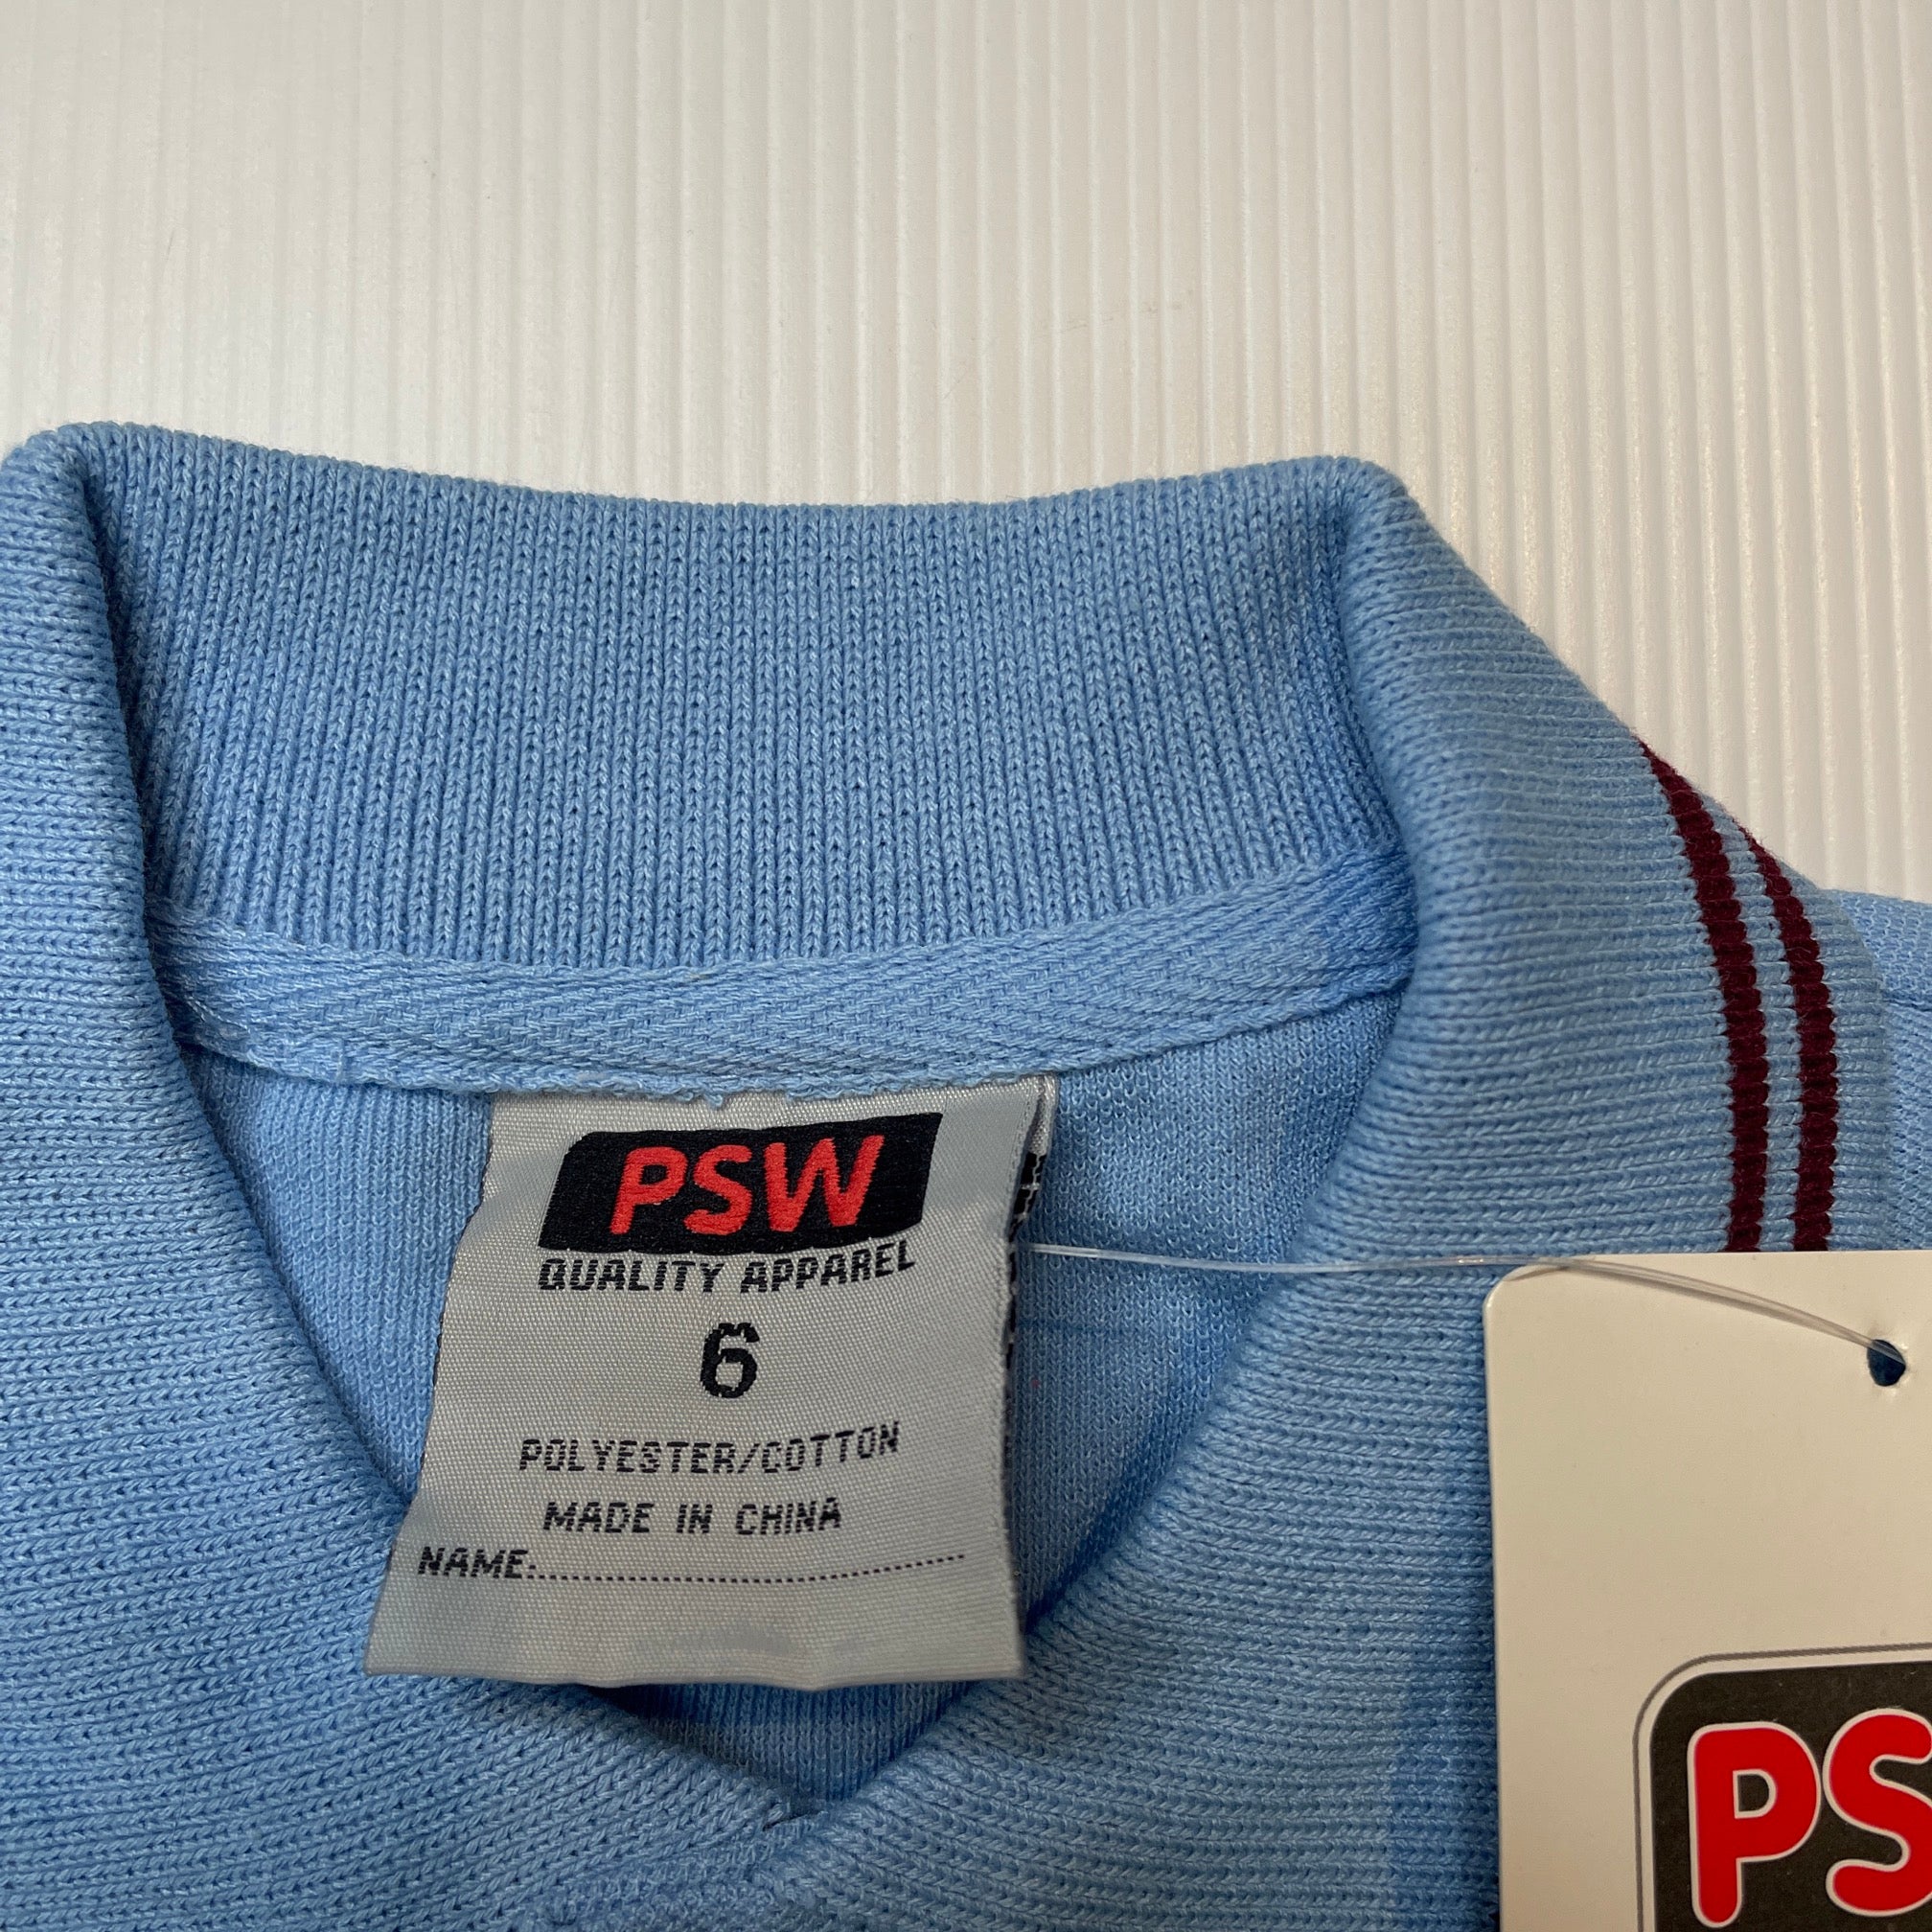 PSW
QUALITY APPAREL
6
POLYESTER/COTTON
MADE IN CHINA
NAME:
PS